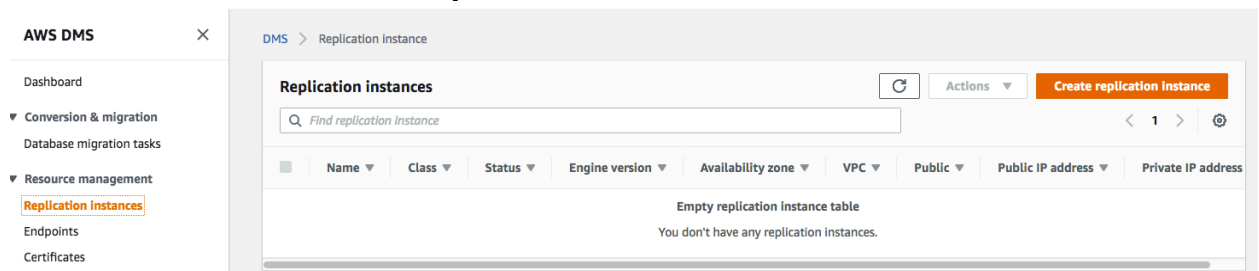 AWS DMS
Dashboard
Conversion & migration
Database migration tasks
Resource management
Replication instances
Endpoints
Certificates
DMS > Replication instance
Replication instances
Actions
Create replication instance
Find replication instance
< 1 >
Name Class Status Engine version Availability zone VPC Public Public IP address Private IP address
Empty replication instance table
You don't have any replication instances.